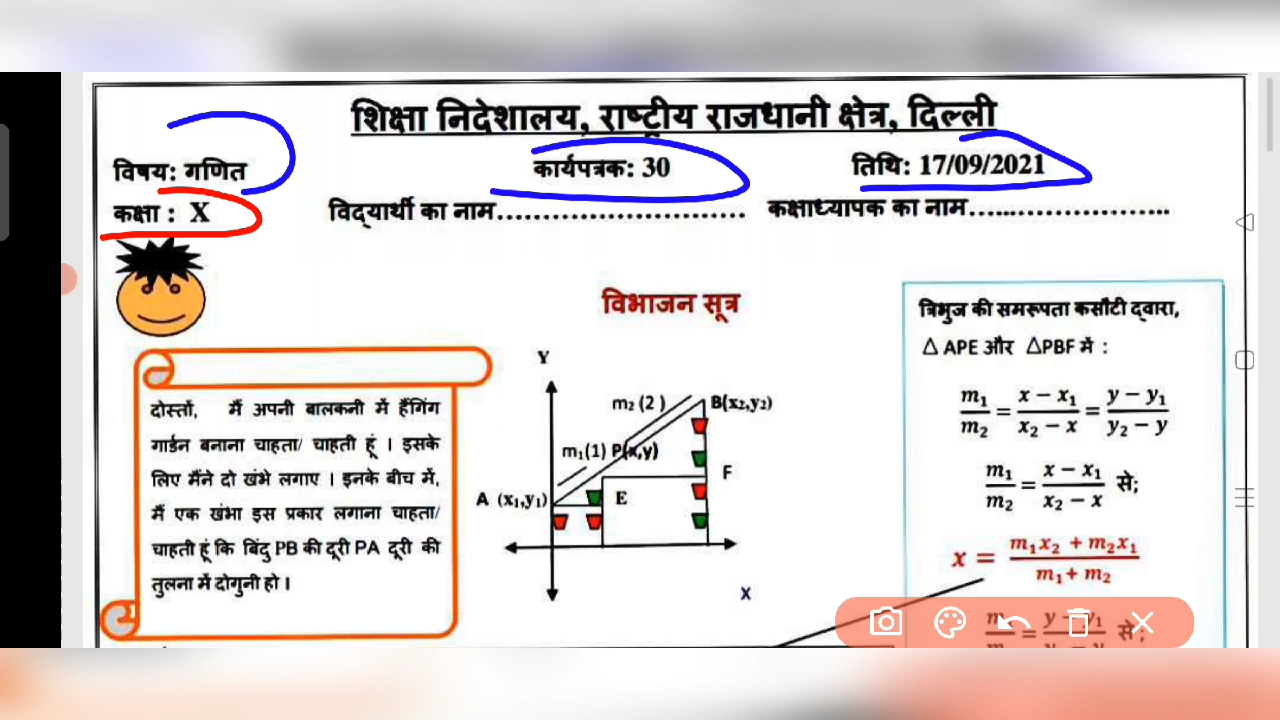 शिक्षा निदेशालय, राष्ट्रीय राजधानी क्षेत्र, दिल्ली
विषय: गणित कार्यपत्रक: 30 तिथि: 17/09/2021
कक्षा : X विद्यार्थी का नाम………………………… कक्षाध्यापक का नाम…......………………..
विभाजन सूत्र
दोस्तों, मैं अपनी बालकनी में हैंगिंग
गार्डन बनाना चाहता/ चाहती हूं । इसके
लिए मैंने दो खंभे लगाए । इनके बीच में,
मैं एक खंभा इस प्रकार लगाना चाहता/
चाहती हूं कि बिंदु PB की दूरी PA दूरी की
तुलना में दोगुनी हो ।
Y
m₂ (2 ) B(x₂,y₂)
m₁(1) P(x,y)
F
A (x₁,y₁) E
X
त्रिभुज की समरूपता कसौटी द्वारा,
△ APE और △PBF में :
m₁/m₂ = (x − x₁)/(x₂ − x) = (y − y₁)/(y₂ − y)
m₁/m₂ = (x − x₁)/(x₂ − x) से;
x = (m₁x₂ + m₂x₁)/(m₁+ m₂)
= से ;